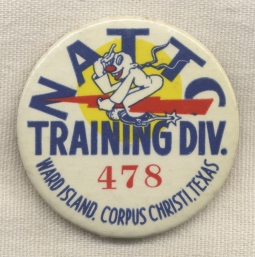 NATTC
TRAINING DIV.
478
WARD ISLAND, CORPUS CHRISTI, TEXAS